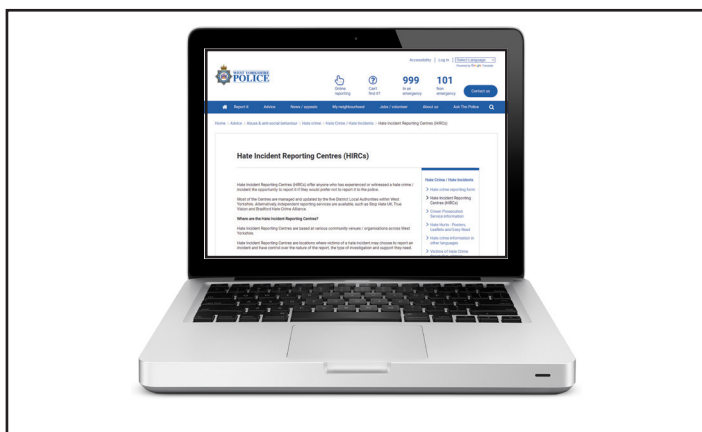 Accessibility | Log In | Select Language
WEST YORKSHIRE
POLICE
Online reporting
Can't find it?
999
In an emergency
101
Non emergency
Contact us
Report it Advice News / appeals My neighbourhood Jobs / volunteer About us Ask The Police
Home > Advice > Abuse & anti-social behaviour > Hate crime > Hate Crime / Hate Incidents > Hate Incident Reporting Centres (HIRCs)
Hate Incident Reporting Centres (HIRCs)
Hate Incident Reporting Centres (HIRCs) offer anyone who has experienced or witnessed a hate crime /
incident the opportunity to report it if they would prefer not to report it to the police.
Most of the Centres are managed and updated by the the District Local Authorities within West
Yorkshire. Alternatively, independent reporting services are available, such as Stop Hate UK, True
Vision and Bradford Hate Crime Alliance.
Where are the Hate Incident Reporting Centres?
Hate Incident Reporting Centres are based at various community venues / organisations across West
Yorkshire.
Hate Incident Reporting Centres are locations where victims of a hate incident may choose to report an
incident and have control over the nature of the report, the type of investigation and support they need.
Hate Crime / Hate Incidents
> Hate crime reporting form
> Hate Incident Reporting
Centres (HIRCs)
> Crown Prosecution
Service Information
> Hate Hurts - Posters,
Leaflets and Easy Read
> Hate crime information in
other languages
> Victims of Hate Crime